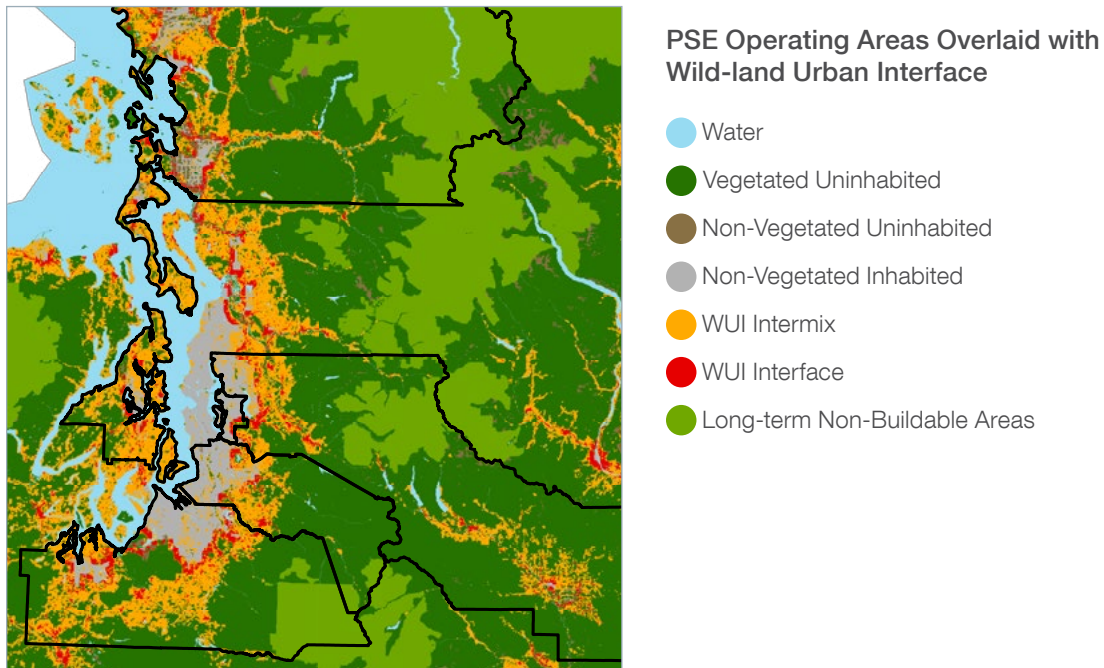 PSE Operating Areas Overlaid with
Wild-land Urban Interface
Water
Vegetated Uninhabited
Non-Vegetated Uninhabited
Non-Vegetated Inhabited
WUI Intermix
WUI Interface
Long-term Non-Buildable Areas